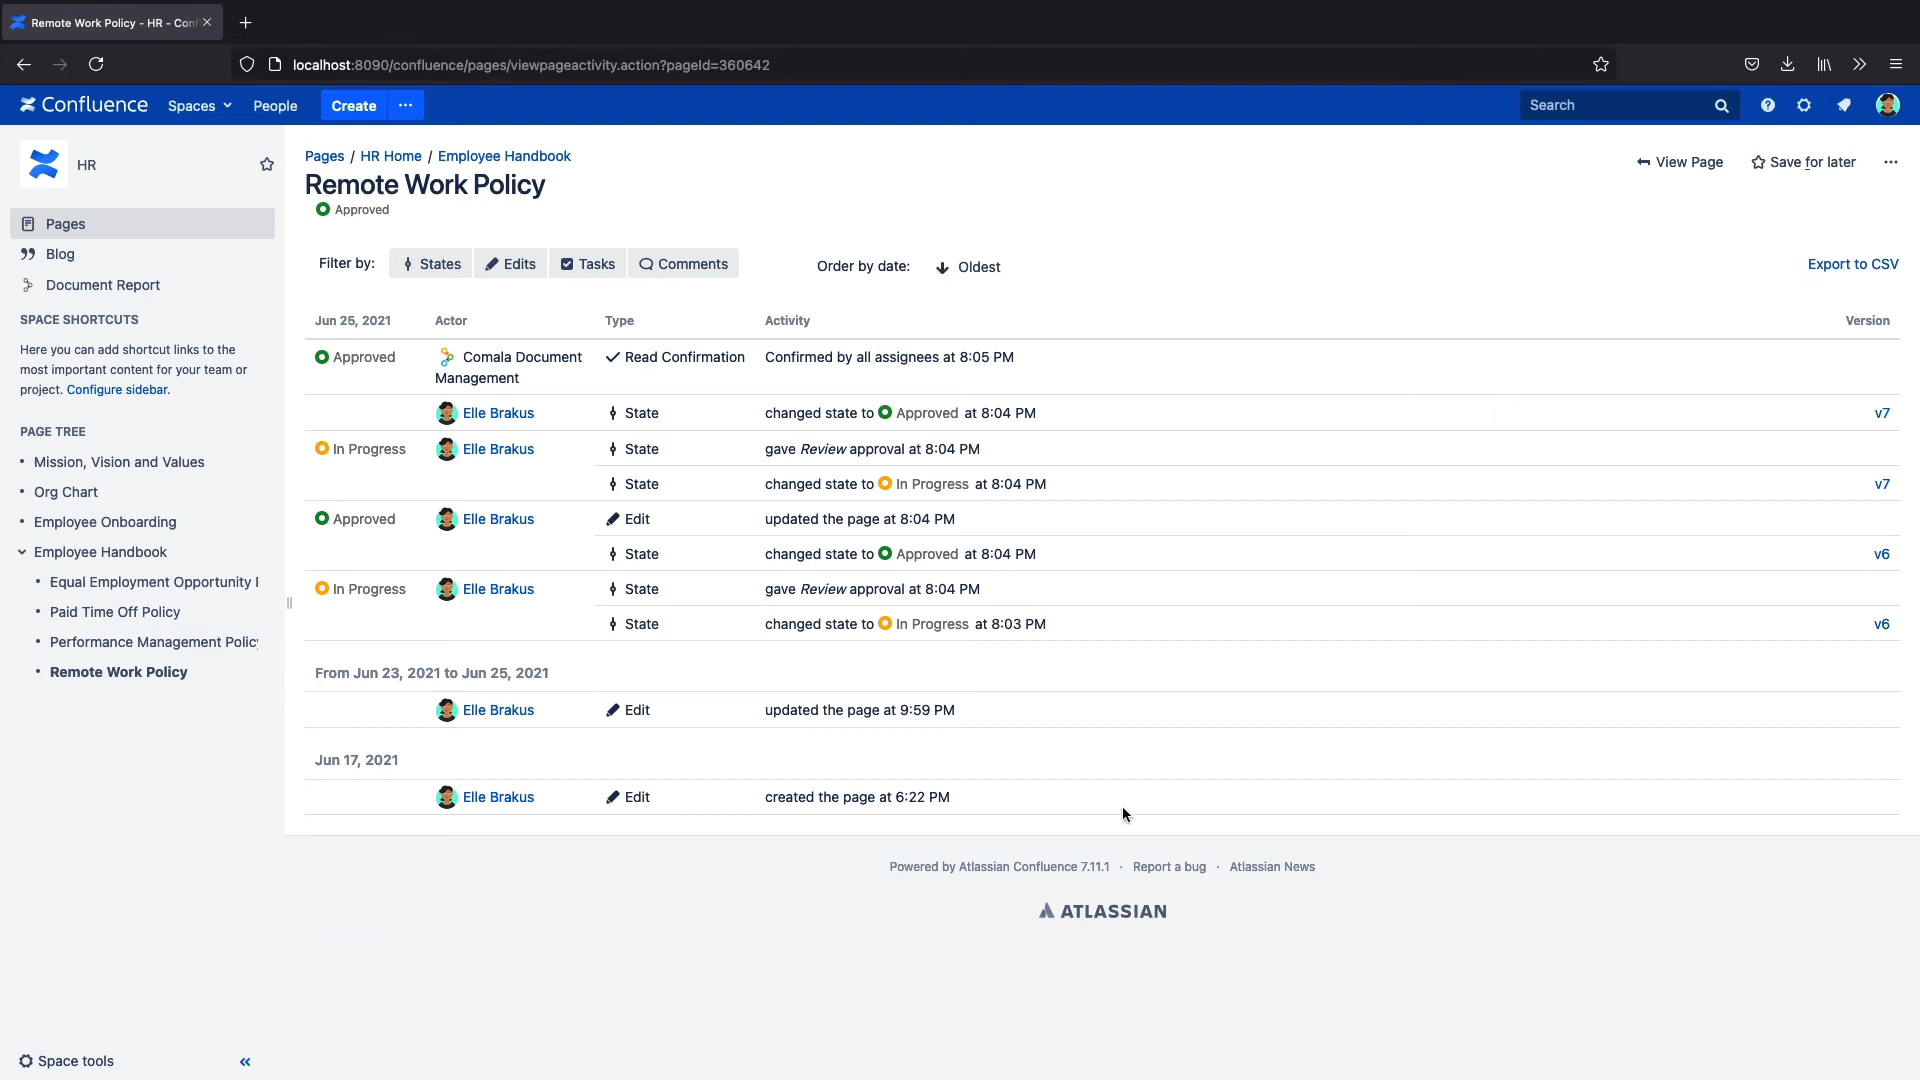 Remote Work Policy - HR - Conf
localhost:8090/confluence/pages/viewpageactivity.action?pageId=360642
Confluence Spaces People Create Search
HR
Pages
Blog
Document Report
SPACE SHORTCUTS
Here you can add shortcut links to the
most important content for your team or
project. Configure sidebar.
PAGE TREE
Mission, Vision and Values
Org Chart
Employee Onboarding
Employee Handbook
Equal Employment Opportunity
Paid Time Off Policy
Performance Management Policy
Remote Work Policy
Space tools
Pages / HR Home / Employee Handbook
Remote Work Policy
Approved
View Page Save for later
Filter by: States Edits Tasks Comments Order by date: Oldest Export to CSV
Jun 25, 2021 Actor Type Activity Version
Approved Comala Document Read Confirmation Confirmed by all assignees at 8:05 PM
Management
Elle Brakus State changed state to Approved at 8:04 PM v7
In Progress Elle Brakus State gave Review approval at 8:04 PM
State changed state to In Progress at 8:04 PM v7
Approved Elle Brakus Edit updated the page at 8:04 PM
State changed state to Approved at 8:04 PM v6
In Progress Elle Brakus State gave Review approval at 8:04 PM
State changed state to In Progress at 8:03 PM v6
From Jun 23, 2021 to Jun 25, 2021
Elle Brakus Edit updated the page at 9:59 PM
Jun 17, 2021
Elle Brakus Edit created the page at 6:22 PM
Powered by Atlassian Confluence 7.11.1 · Report a bug · Atlassian News
ATLASSIAN